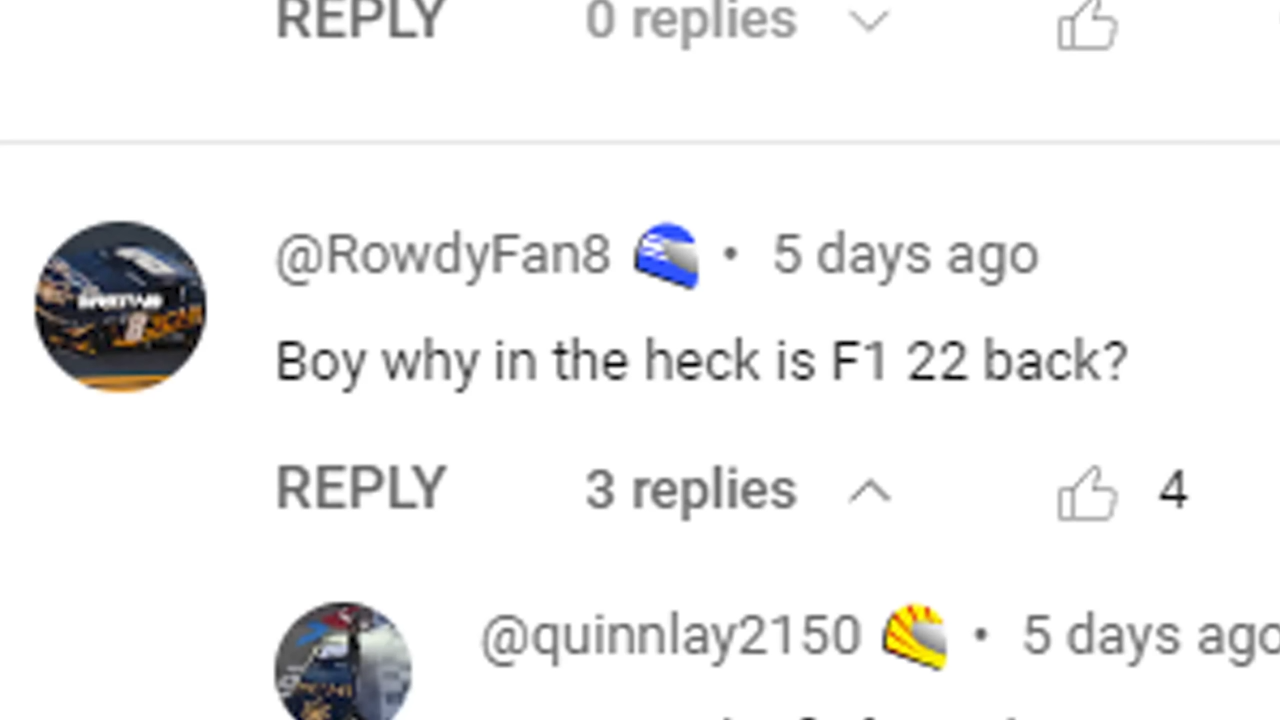 REPLY 0 replies
@RowdyFan8 • 5 days ago
Boy why in the heck is F1 22 back?
REPLY 3 replies 4
@quinnlay2150 • 5 days ago